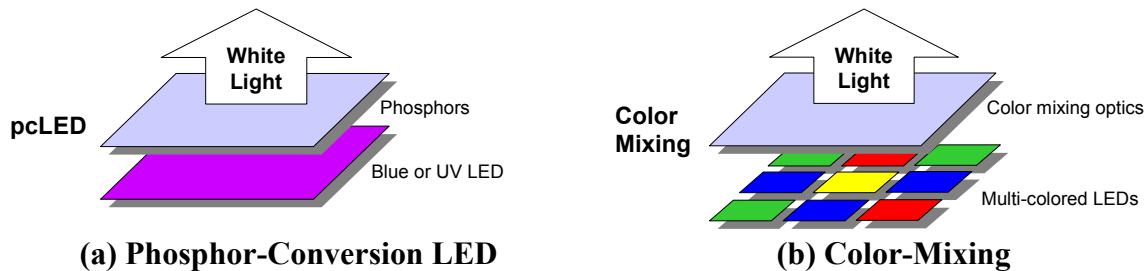 White
Light
Phosphors
pcLED
Blue or UV LED
(a) Phosphor-Conversion LED
White
Light
Color mixing optics
Color
Mixing
Multi-colored LEDs
(b) Color-Mixing